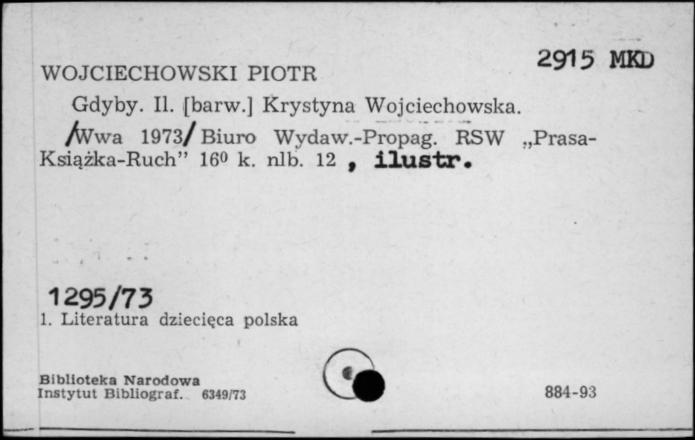 2915 MKD
WOJCIECHOWSKI PIOTR
Gdyby. Il. [barw.] Krystyna Wojciechowska.
/Wwa 1973/ Biuro Wydaw.-Propag. RSW „Prasa-
Książka-Ruch” 16⁰ k. nlb. 12 , ilustr.
1295/73
1. Literatura dziecięca polska
Biblioteka Narodowa
Instytut Bibliograf. 6349/73
884-93